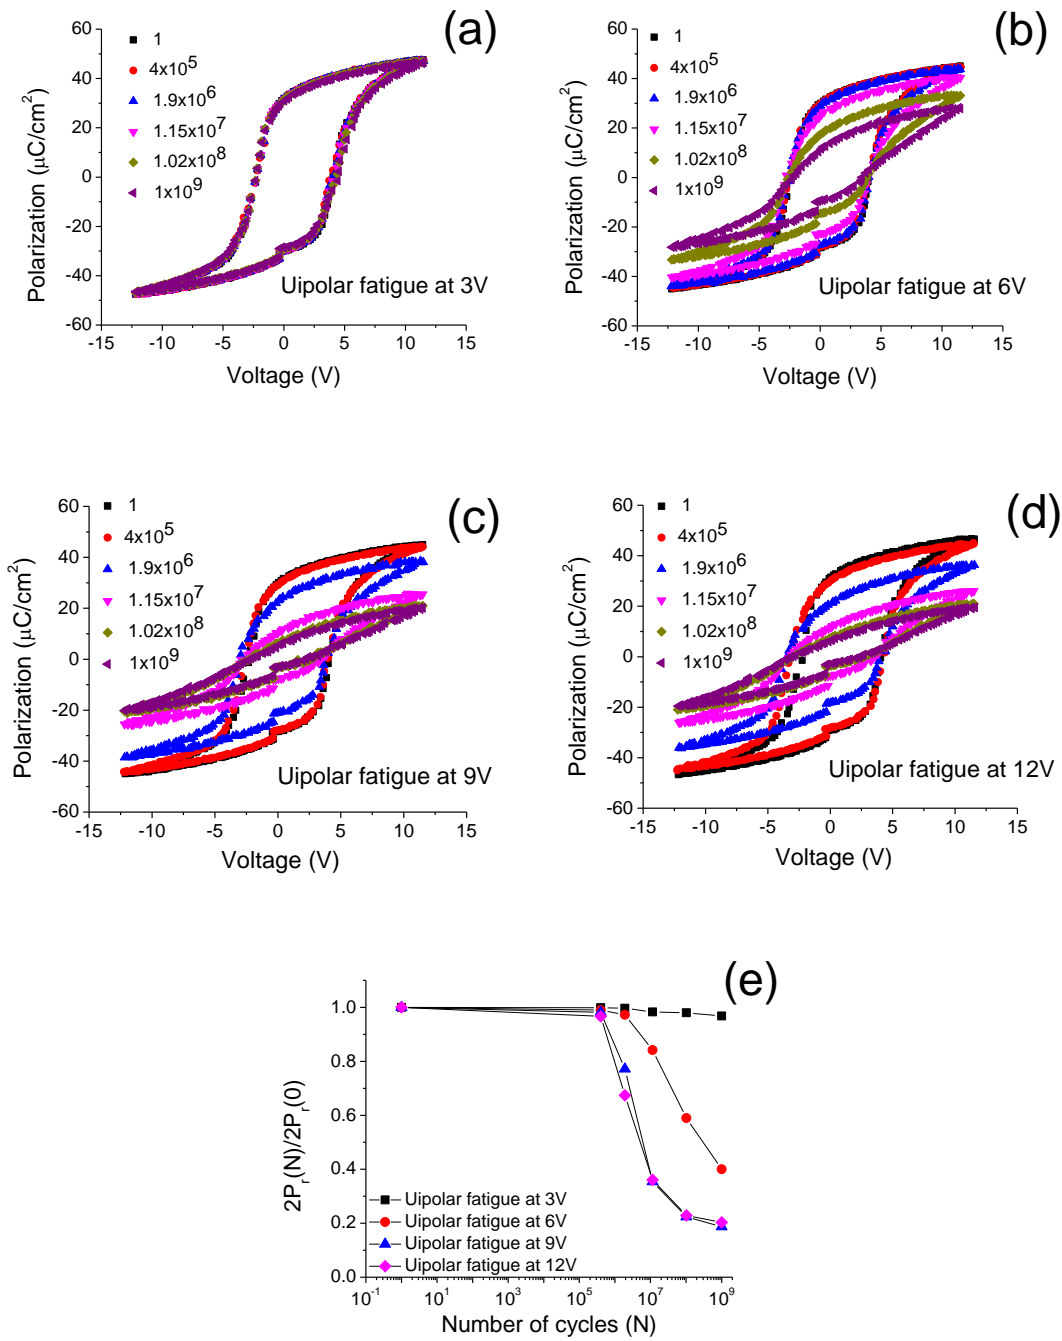 (a)
1
4x10⁵
1.9x10⁶
1.15x10⁷
1.02x10⁸
1x10⁹
60
40
20
0
-20
-40
-60
Polarization (μC/cm²)
Uipolar fatigue at 3V
-15 -10 -5 0 5 10 15
Voltage (V)
(b)
1
4x10⁵
1.9x10⁶
1.15x10⁷
1.02x10⁸
1x10⁹
60
40
20
0
-20
-40
-60
Polarization (μC/cm²)
Uipolar fatigue at 6V
-15 -10 -5 0 5 10 15
Voltage (V)
(c)
1
4x10⁵
1.9x10⁶
1.15x10⁷
1.02x10⁸
1x10⁹
60
40
20
0
-20
-40
-60
Polarization (μC/cm²)
Uipolar fatigue at 9V
-15 -10 -5 0 5 10 15
Voltage (V)
(d)
1
4x10⁵
1.9x10⁶
1.15x10⁷
1.02x10⁸
1x10⁹
60
40
20
0
-20
-40
-60
Polarization (μC/cm²)
Uipolar fatigue at 12V
-15 -10 -5 0 5 10 15
Voltage (V)
(e)
1.0
0.8
0.6
0.4
0.2
0.0
2Pᵣ(N)/2Pᵣ(0)
Uipolar fatigue at 3V
Uipolar fatigue at 6V
Uipolar fatigue at 9V
Uipolar fatigue at 12V
10⁻¹ 10¹ 10³ 10⁵ 10⁷ 10⁹
Number of cycles (N)